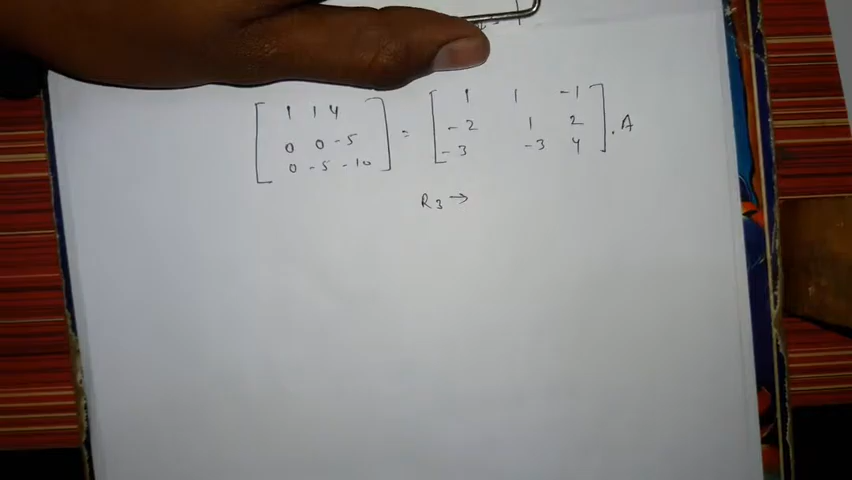 [ 1 1 4 ] = [ 1 1 -1 ] . A
[ 0 0 -5 ] [ -2 1 2 ]
[ 0 -5 -10 ] [ -3 -3 4 ]
R3 →